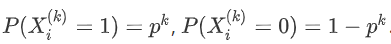 P(X_i^{(k)} = 1) = p^k, P(X_i^{(k)} = 0) = 1 − p^k.